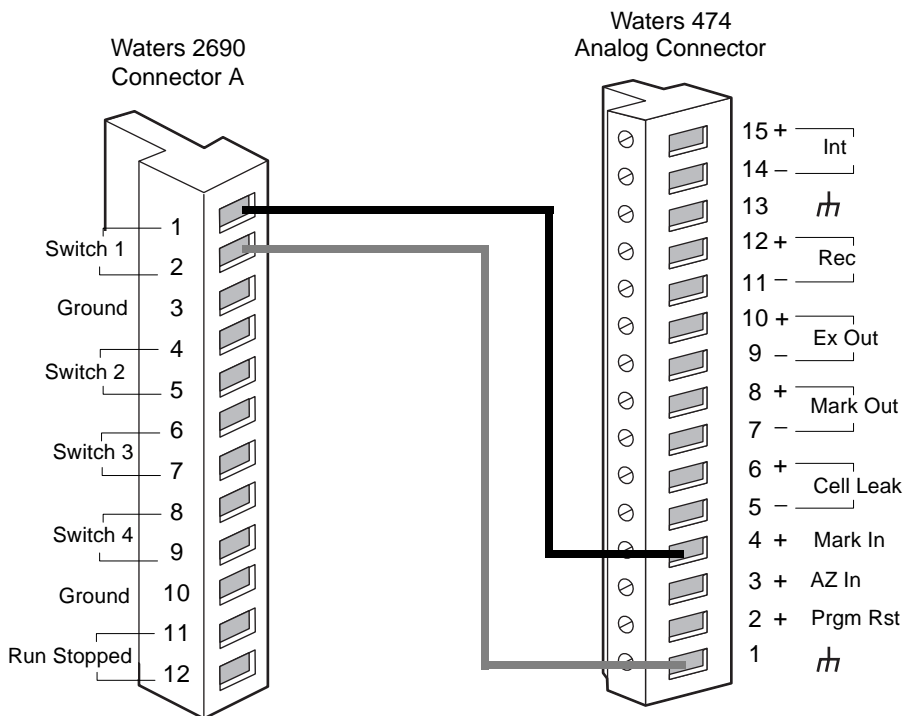 Waters 2690
Connector A
Waters 474
Analog Connector
1
Switch 1
2
Ground 3
4
Switch 2
5
6
Switch 3
7
8
Switch 4
9
Ground 10
11
Run Stopped
12
15 +
Int
14 –
13
12 +
Rec
11 –
10 +
Ex Out
9 –
8 +
Mark Out
7 –
6 +
Cell Leak
5 –
4 + Mark In
3 + AZ In
2 + Prgm Rst
1